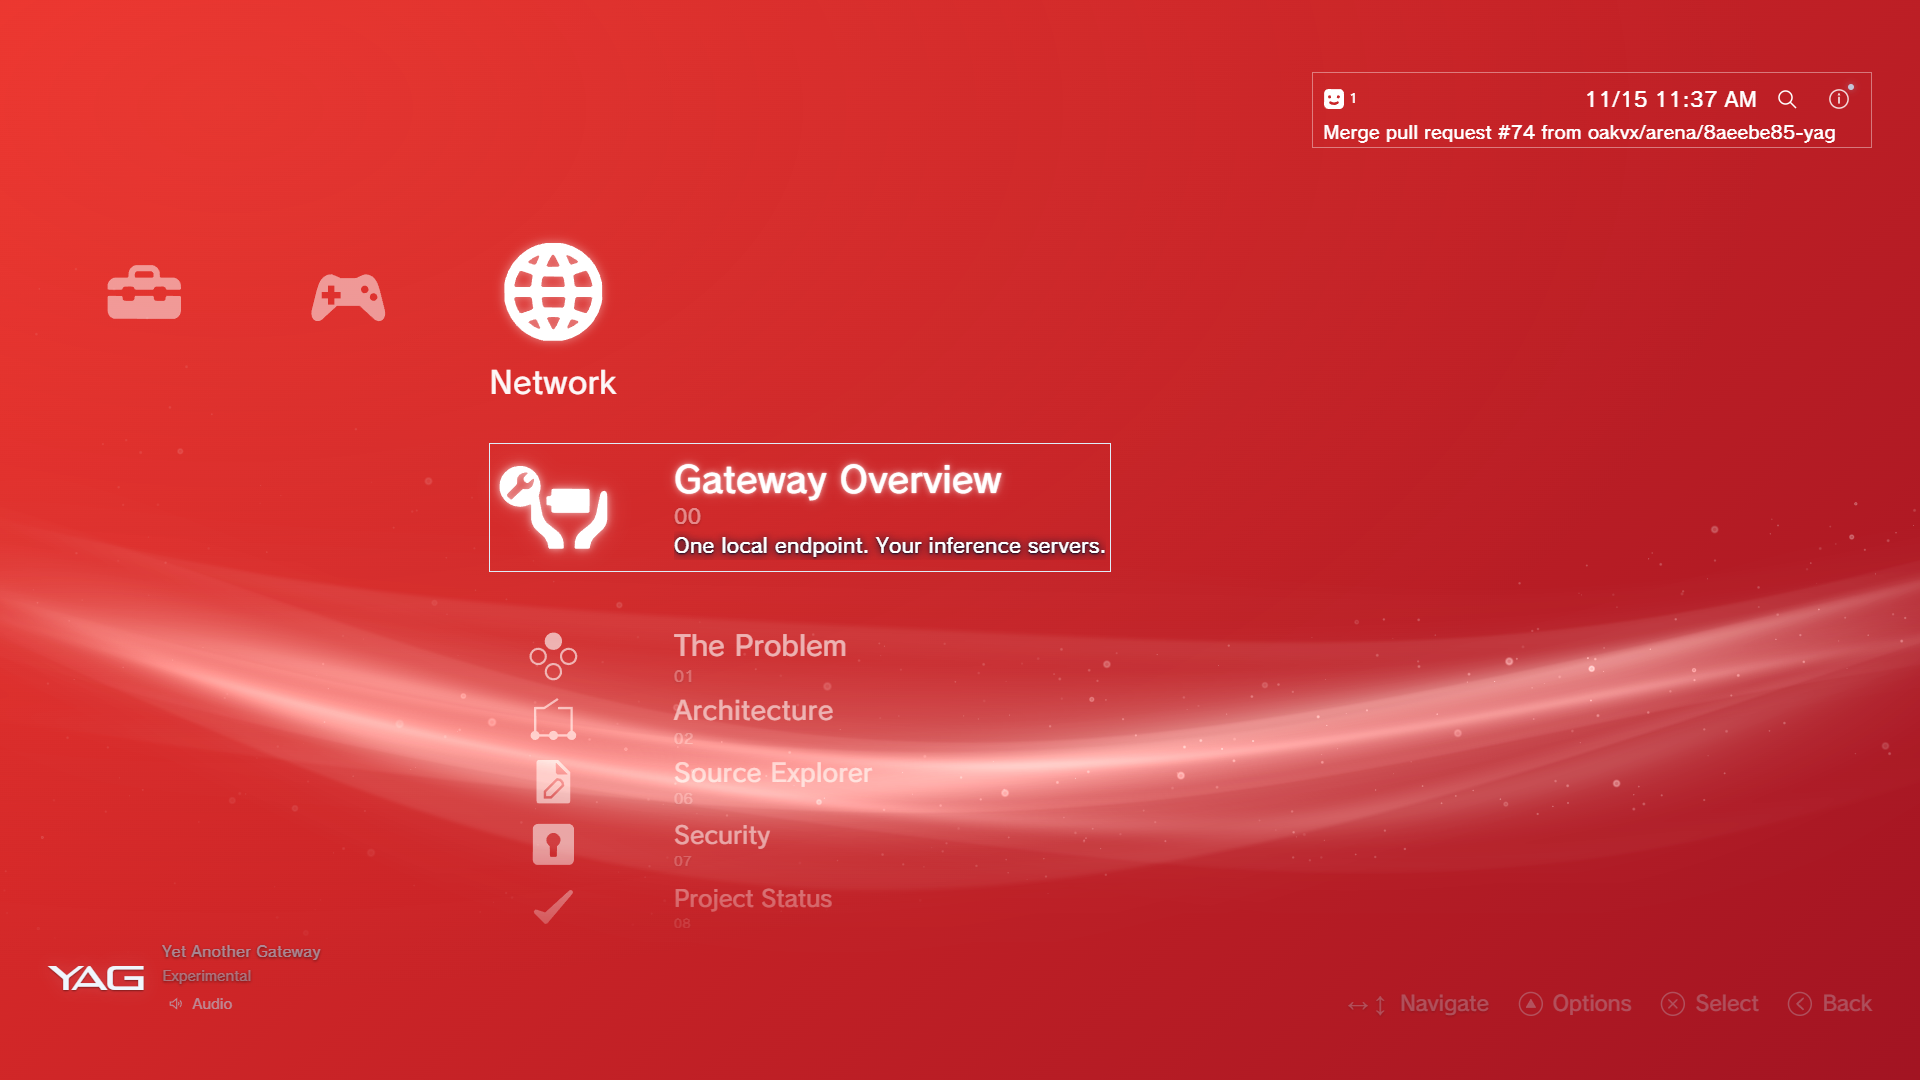 1 11/15 11:37 AM
Merge pull request #74 from oakvx/arena/8aeebe85-yag
Network
Gateway Overview
00
One local endpoint. Your inference servers.
The Problem
01
Architecture
02
Source Explorer
06
Security
07
Project Status
08
YAG
Yet Another Gateway
Experimental
Audio
Navigate Options Select Back